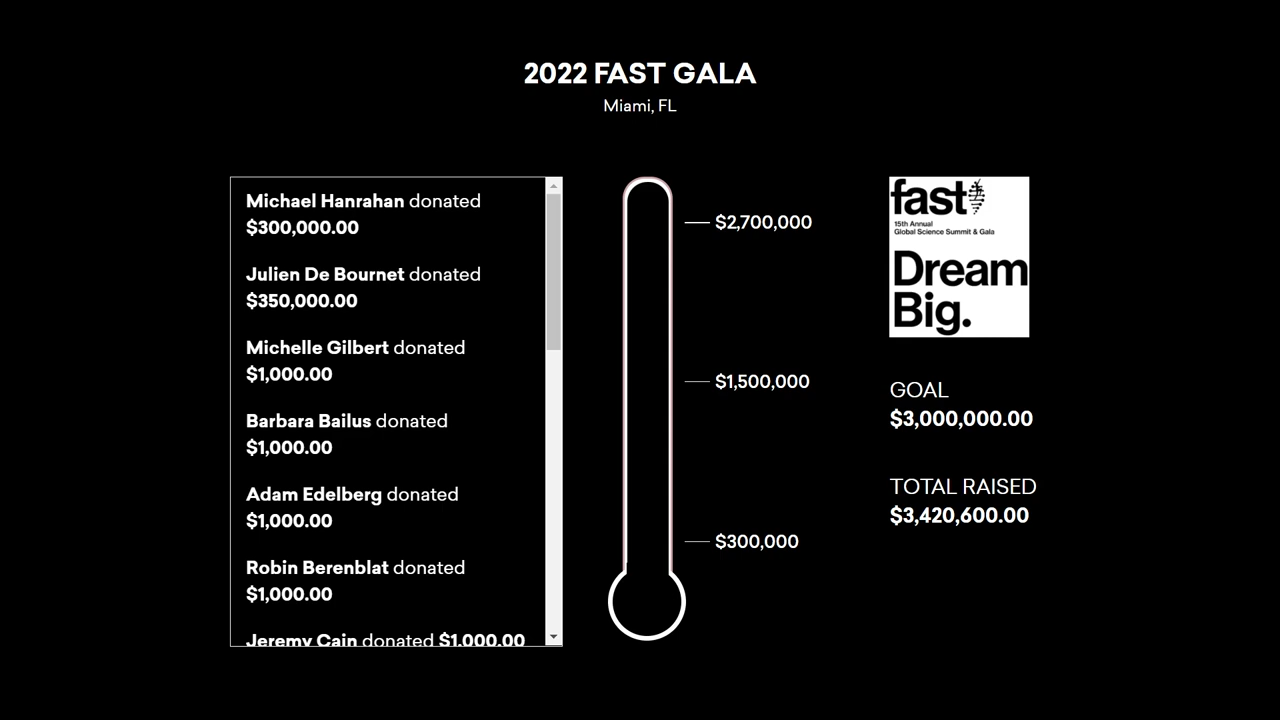 2022 FAST GALA
Miami, FL
Michael Hanrahan donated
$300,000.00
Julien De Bournet donated
$350,000.00
Michelle Gilbert donated
$1,000.00
Barbara Bailus donated
$1,000.00
Adam Edelberg donated
$1,000.00
Robin Berenblat donated
$1,000.00
Jeremy Cain donated $1,000.00
$2,700,000
$1,500,000
$300,000
fast
15th Annual
Global Science Summit & Gala
Dream
Big.
GOAL
$3,000,000.00
TOTAL RAISED
$3,420,600.00